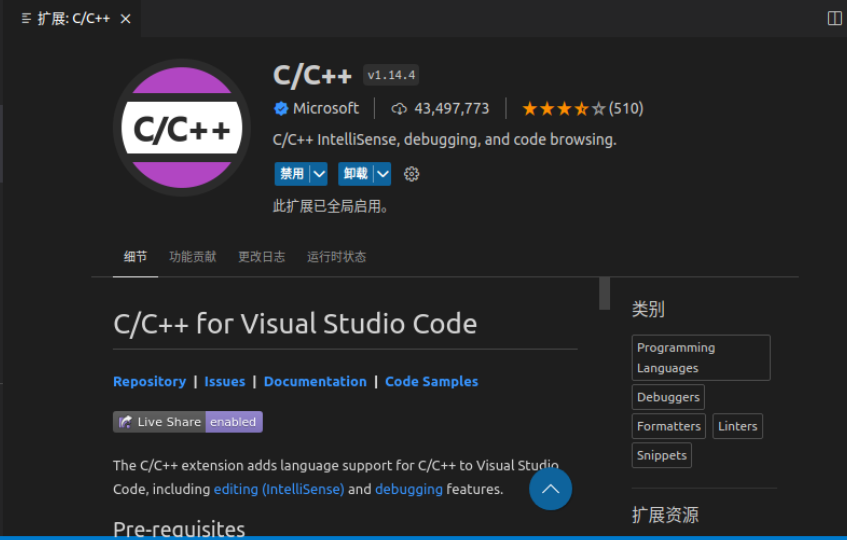 扩展: C/C++
C/C++
C/C++ v1.14.4
Microsoft 43,497,773 (510)
C/C++ IntelliSense, debugging, and code browsing.
禁用 卸载
此扩展已全局启用。
细节 功能贡献 更改日志 运行时状态
C/C++ for Visual Studio Code
Repository | Issues | Documentation | Code Samples
Live Share enabled
The C/C++ extension adds language support for C/C++ to Visual Studio
Code, including editing (IntelliSense) and debugging features.
Pre-requisites
类别
Programming
Languages
Debuggers
Formatters Linters
Snippets
扩展资源